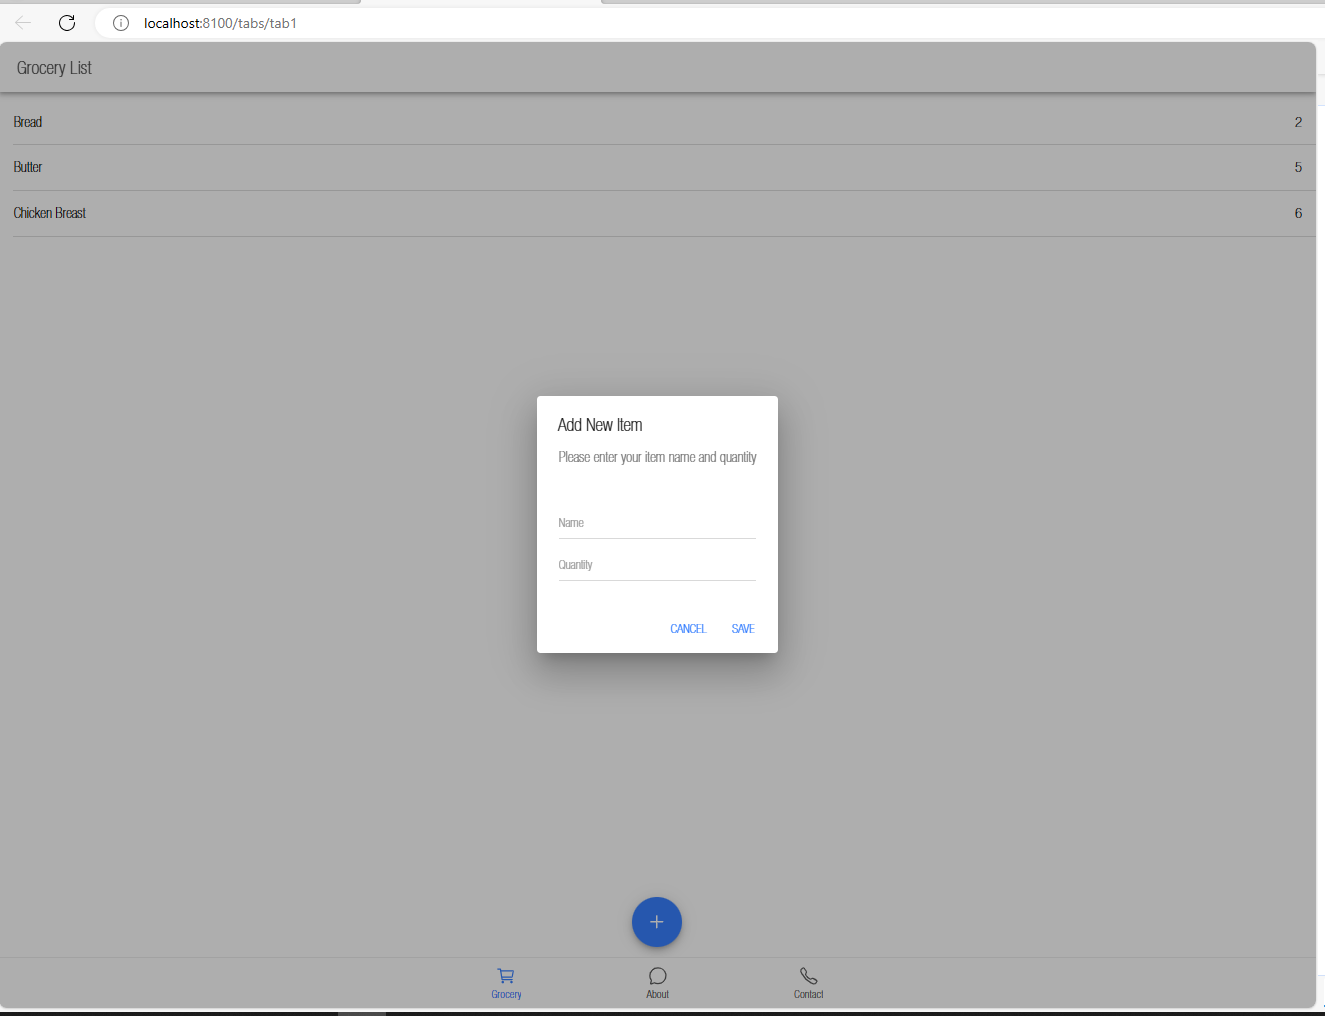 localhost:8100/tabs/tab1
Grocery List
Bread 2
Butter 5
Chicken Breast 6
Add New Item
Please enter your item name and quantity
Name
Quantity
CANCEL SAVE
Grocery About Contact